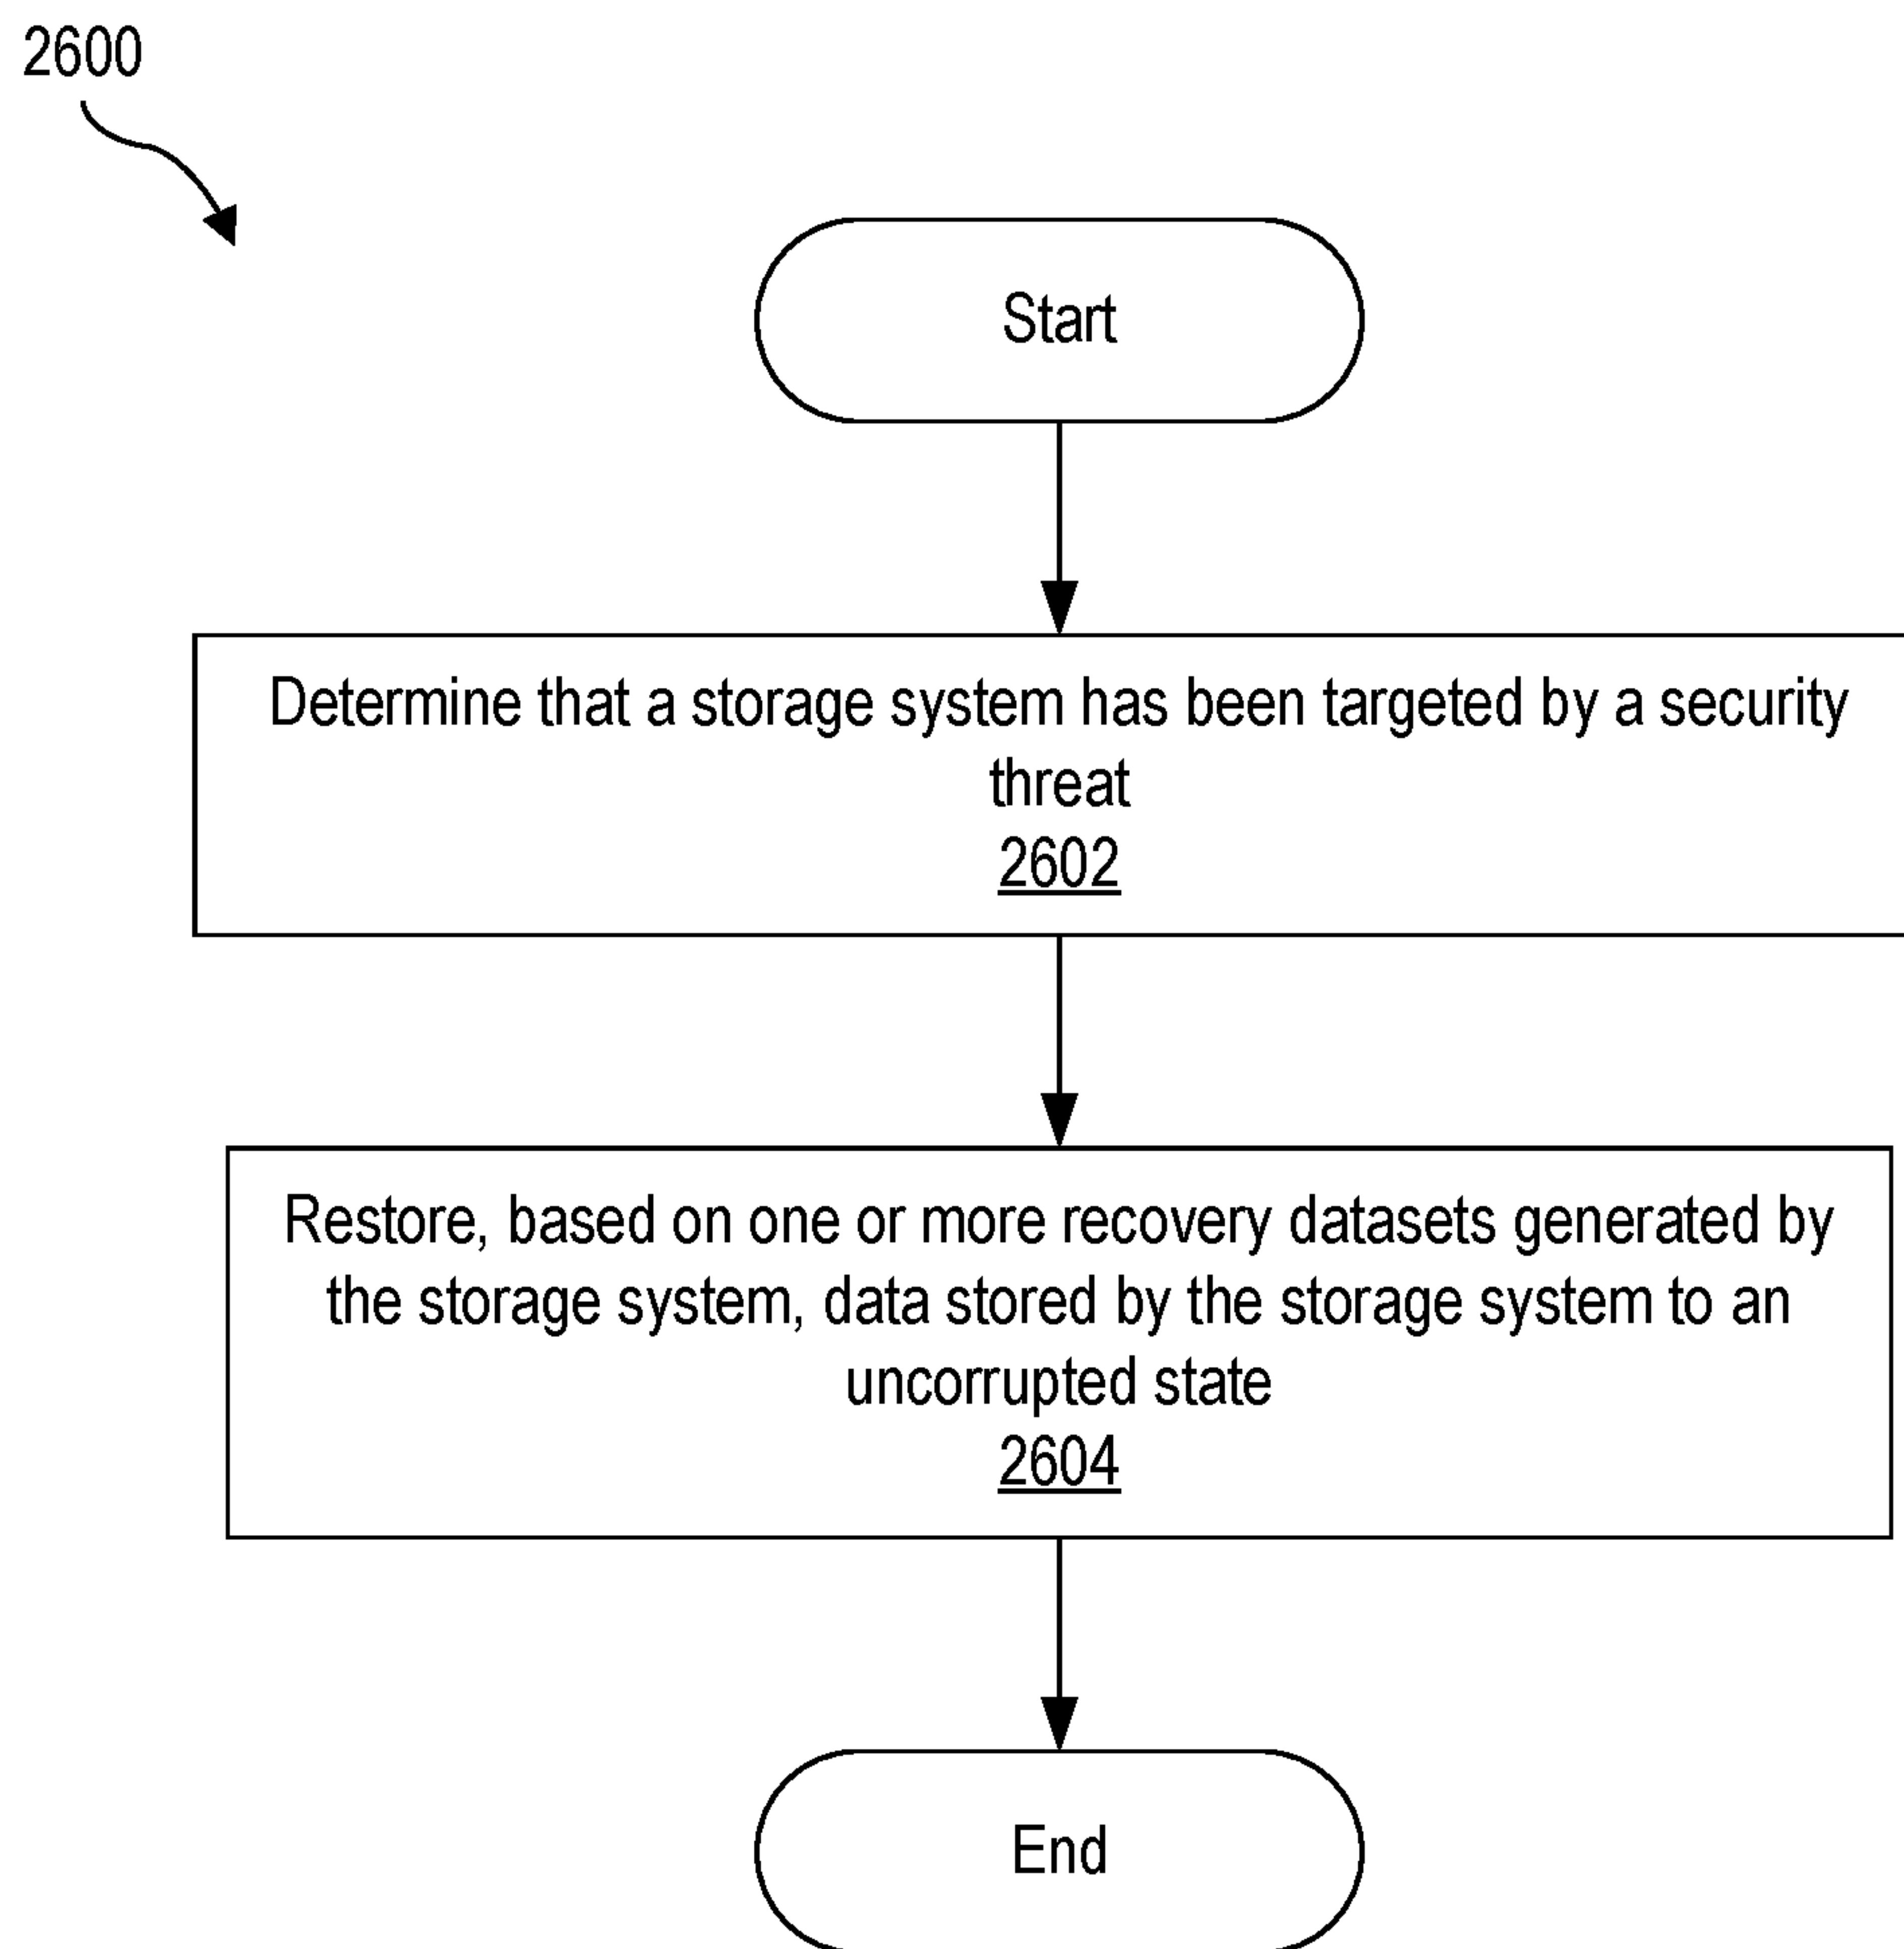 2600
Start
Determine that a storage system has been targeted by a security
threat
2602
Restore, based on one or more recovery datasets generated by
the storage system, data stored by the storage system to an
uncorrupted state
2604
End